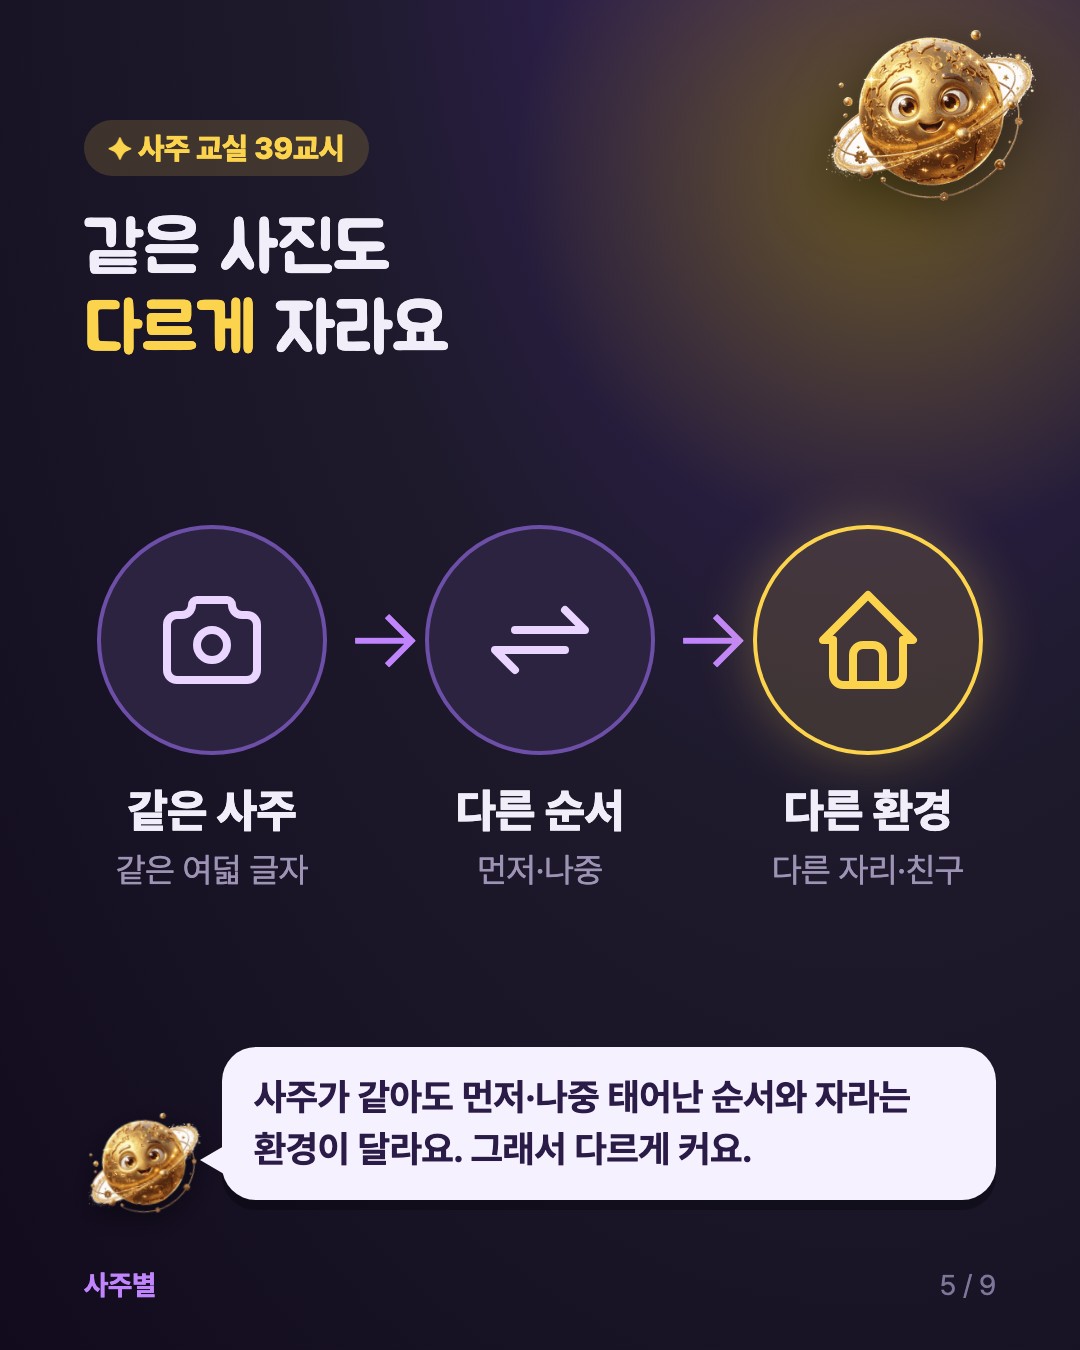 ✦ 사주 교실 39교시
같은 사진도
다르게 자라요
같은 사주
같은 여덟 글자
다른 순서
먼저·나중
다른 환경
다른 자리·친구
사주가 같아도 먼저·나중 태어난 순서와 자라는
환경이 달라요. 그래서 다르게 커요.
사주별
5 / 9